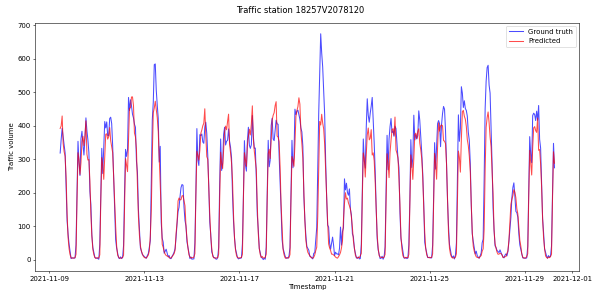 Traffic station 18257V2078120
Ground truth
Predicted
Traffic volume
700
600
500
400
300
200
100
0
2021-11-09 2021-11-13 2021-11-17 2021-11-21 2021-11-25 2021-11-29 2021-12-01
Timestamp